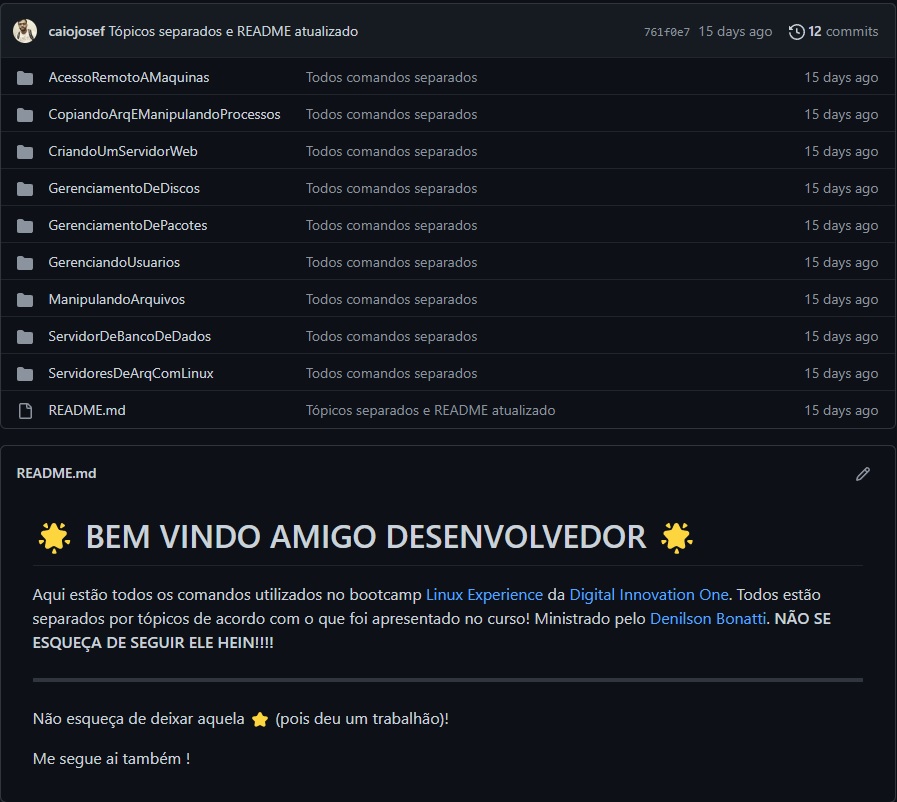 caiojosef Tópicos separados e README atualizado 761f0e7 15 days ago 12 commits
AcessoRemotoAMaquinas Todos comandos separados 15 days ago
CopiandoArqEManipulandoProcessos Todos comandos separados 15 days ago
CriandoUmServidorWeb Todos comandos separados 15 days ago
GerenciamentoDeDiscos Todos comandos separados 15 days ago
GerenciamentoDePacotes Todos comandos separados 15 days ago
GerenciandoUsuarios Todos comandos separados 15 days ago
ManipulandoArquivos Todos comandos separados 15 days ago
ServidorDeBancoDeDados Todos comandos separados 15 days ago
ServidoresDeArqComLinux Todos comandos separados 15 days ago
README.md Tópicos separados e README atualizado 15 days ago
README.md
🌟 BEM VINDO AMIGO DESENVOLVEDOR 🌟
Aqui estão todos os comandos utilizados no bootcamp Linux Experience da Digital Innovation One. Todos estão
separados por tópicos de acordo com o que foi apresentado no curso! Ministrado pelo Denilson Bonatti. NÃO SE
ESQUEÇA DE SEGUIR ELE HEIN!!!!
Não esqueça de deixar aquela ⭐ (pois deu um trabalhão)!
Me segue ai também !